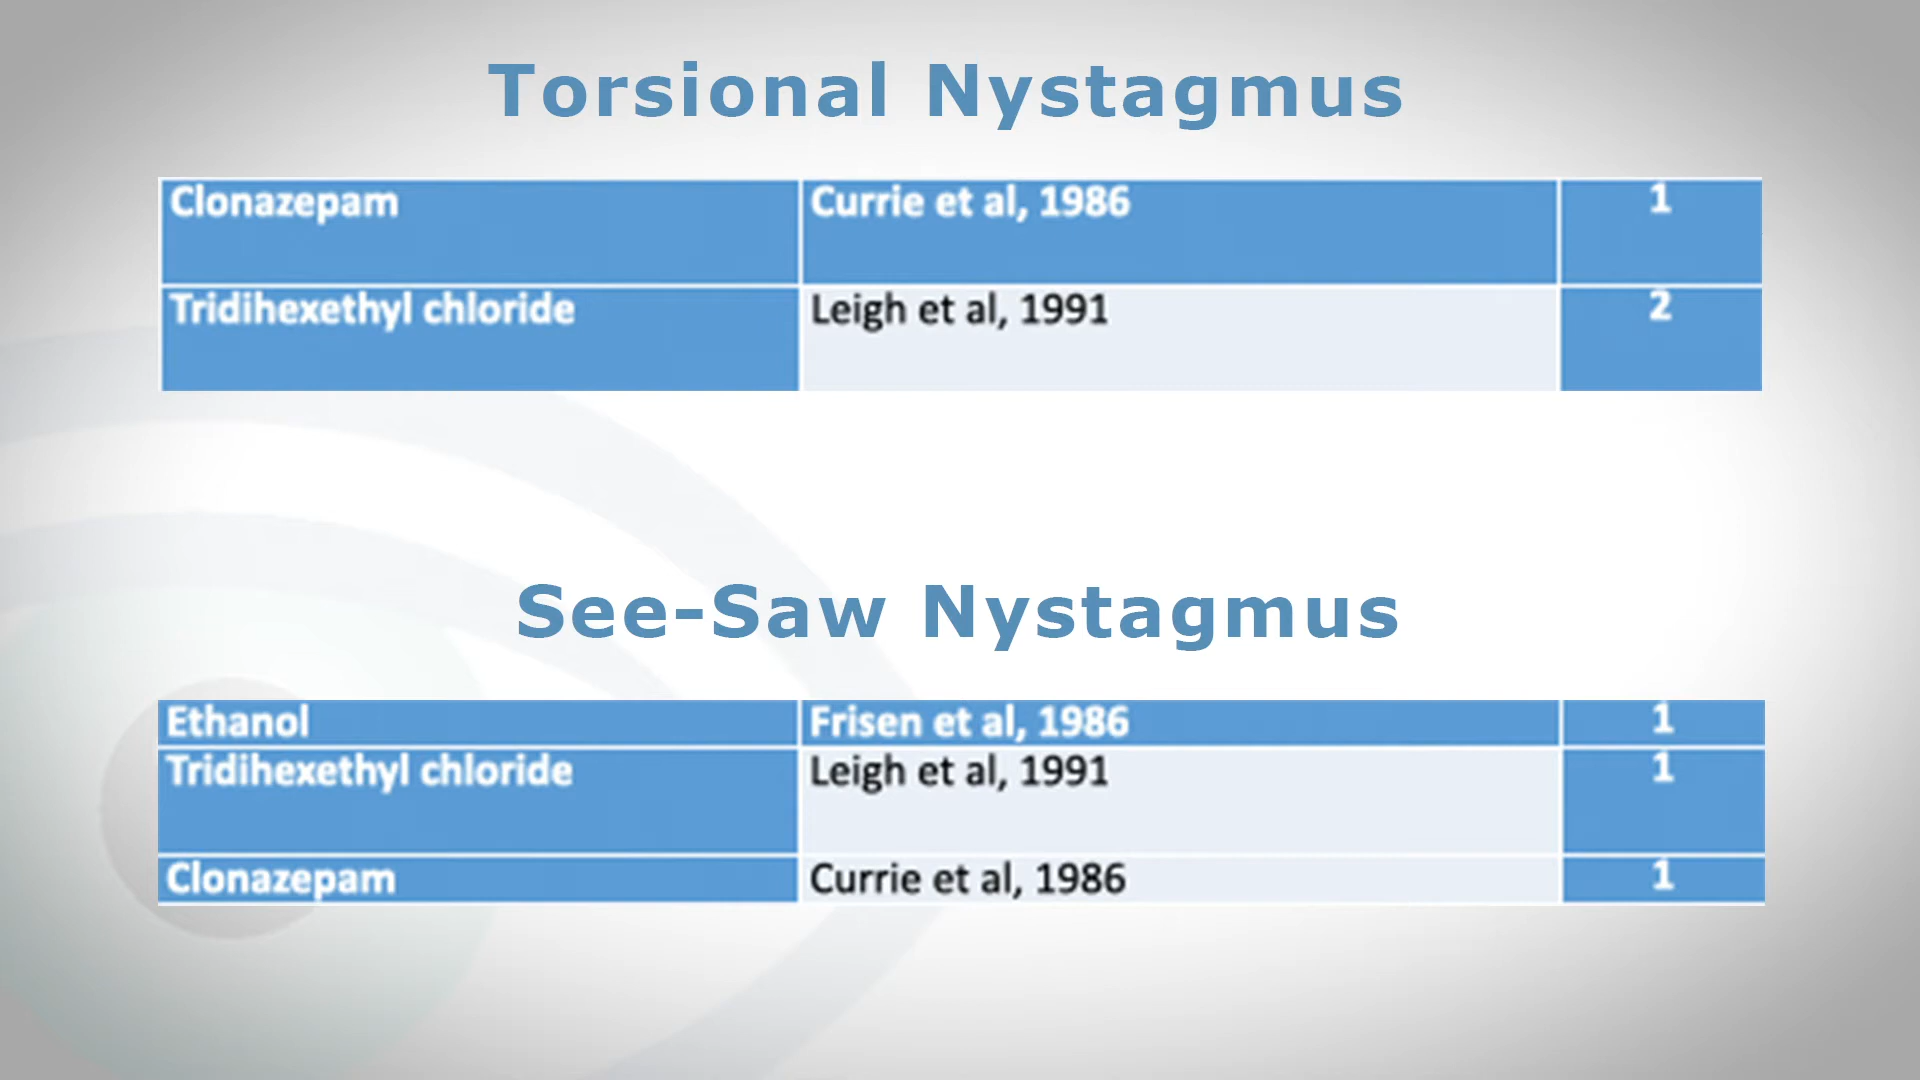 Torsional Nystagmus
Clonazepam Currie et al, 1986 1
Tridihexethyl chloride Leigh et al, 1991 2
See-Saw Nystagmus
Ethanol Frisen et al, 1986 1
Tridihexethyl chloride Leigh et al, 1991 1
Clonazepam Currie et al, 1986 1